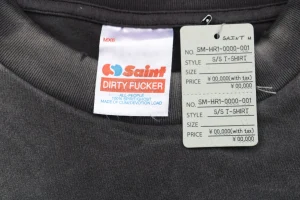 Saint
DIRTY FUCKER
SAINT M
NO. SM-HR1-0000-001
STYLE S/S T-SHIRT
SIZE
PRICE ¥ 00,000(with tax)
¥ 00,000
NO. SM-HR1-0000-001
STYLE S/S T-SHIRT
SIZE
PRICE ¥ 00,000(with tax)
¥ 00,000